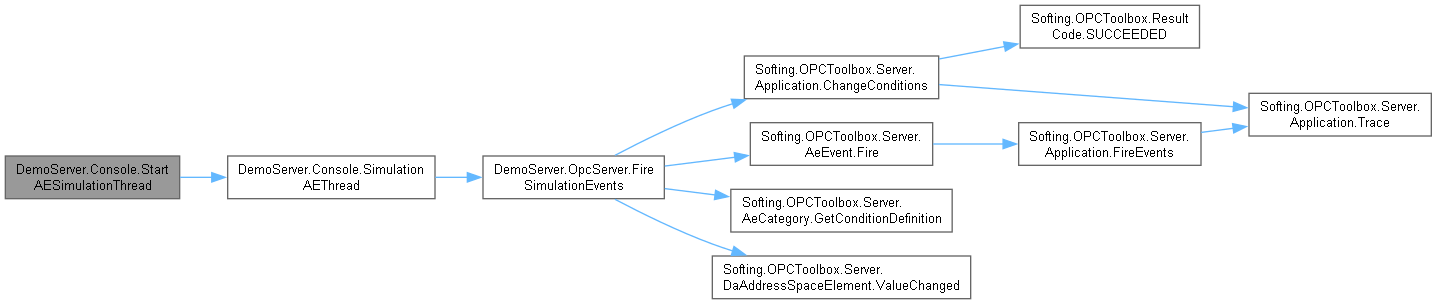 DemoServer.Console.Start
AESimulationThread
DemoServer.Console.Simulation
AEThread
DemoServer.OpcServer.Fire
SimulationEvents
Softing.OPCToolbox.Server.
Application.ChangeConditions
Softing.OPCToolbox.Result
Code.SUCCEEDED
Softing.OPCToolbox.Server.
Application.Trace
Softing.OPCToolbox.Server.
AeEvent.Fire
Softing.OPCToolbox.Server.
Application.FireEvents
Softing.OPCToolbox.Server.
AeCategory.GetConditionDefinition
Softing.OPCToolbox.Server.
DaAddressSpaceElement.ValueChanged